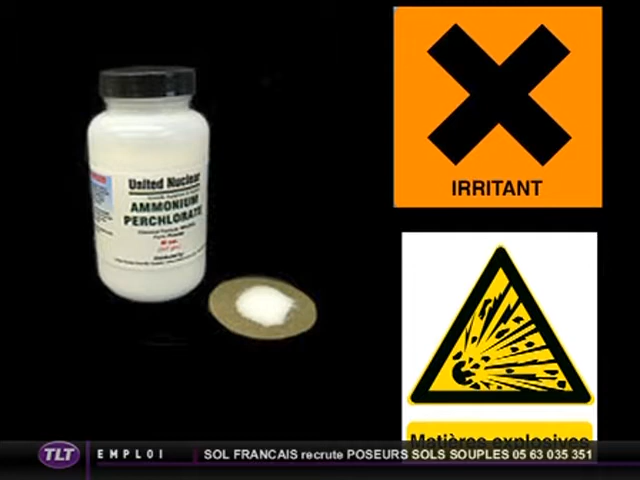 United Nuclear
AMMONIUM
PERCHLORATE
IRRITANT
Matières explosives
TLT
EMPLOI
SOL FRANCAIS recrute POSEURS SOLS SOUPLES 05 63 035 351